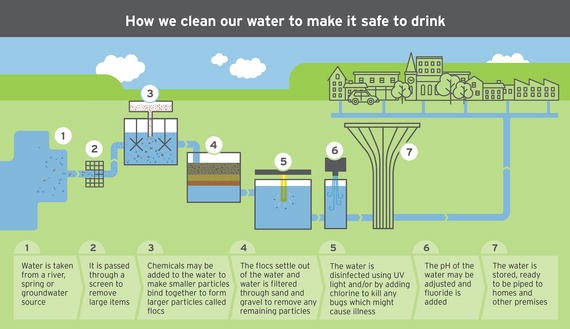 How we clean our water to make it safe to drink
1
2
3
4
5
6
7
1
Water is taken
from a river,
spring or
groundwater
source
2
It is passed
through a
screen to
remove
large items
3
Chemicals may be
added to the water to
make smaller particles
bind together to form
larger particles called
flocs
4
The flocs settle out
of the water and
water is filtered
through sand and
gravel to remove any
remaining particles
5
The water is
disinfected using UV
light and/or by adding
chlorine to kill any
bugs which might
cause illness
6
The pH of the
water may be
adjusted and
fluoride is
added
7
The water is
stored, ready
to be piped to
homes and
other premises